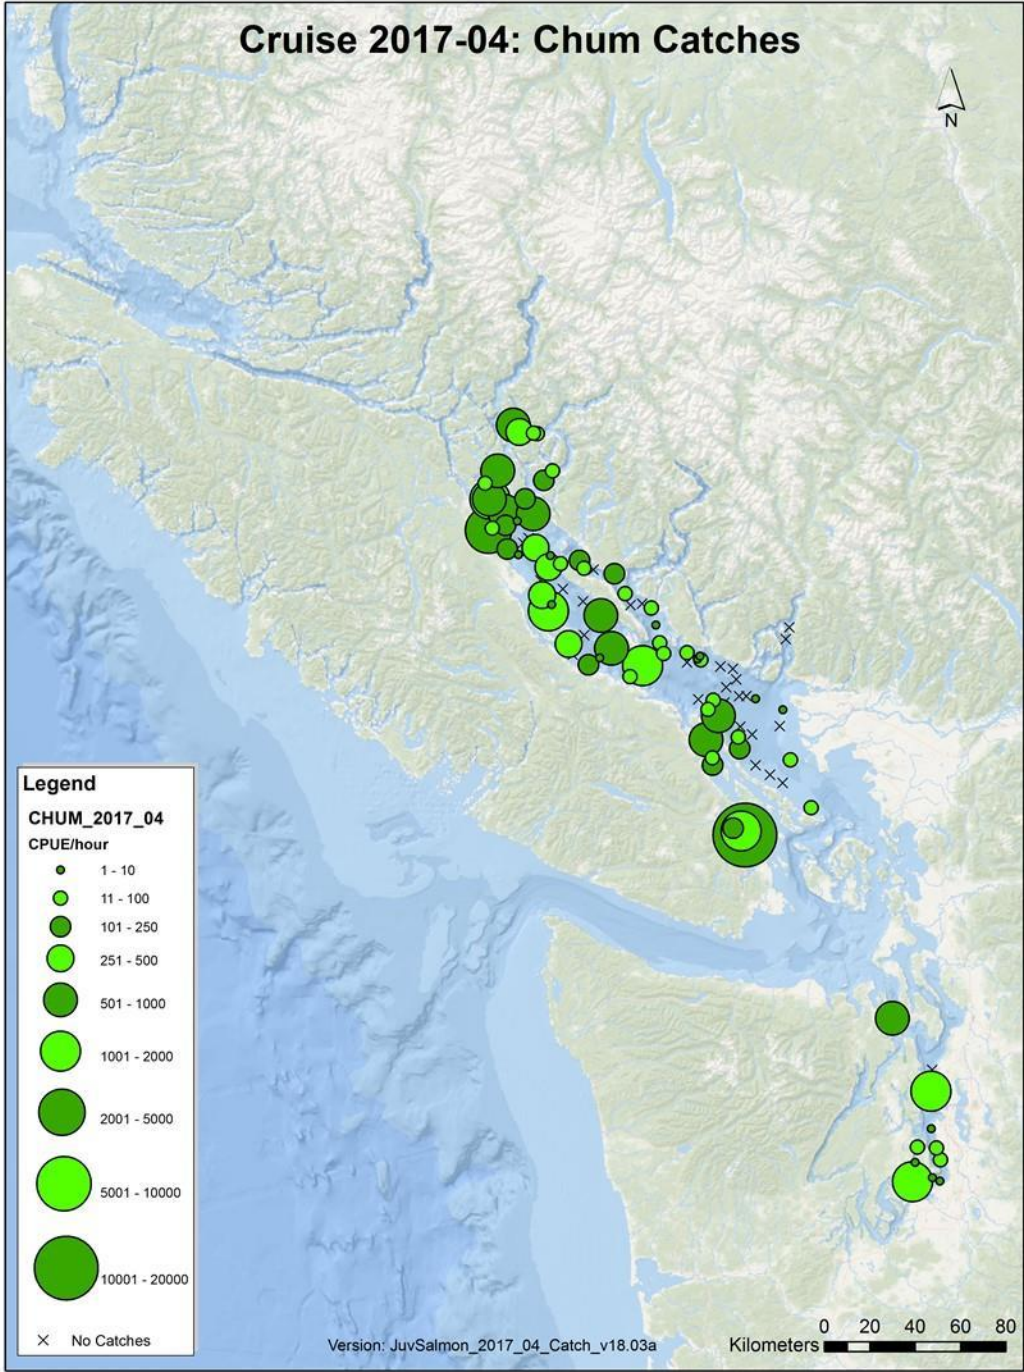 Cruise 2017-04: Chum Catches
N
Legend
CHUM_2017_04
CPUE/hour
1 - 10
11 - 100
101 - 250
251 - 500
501 - 1000
1001 - 2000
2001 - 5000
5001 - 10000
10001 - 20000
No Catches
Version: JuvSalmon_2017_04_Catch_v18.03a
Kilometers
0 20 40 60 80